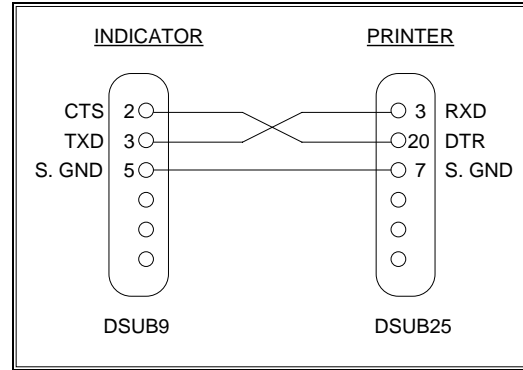 INDICATOR PRINTER
CTS 2 3 RXD
TXD 3 20 DTR
S. GND 5 7 S. GND
DSUB9 DSUB25